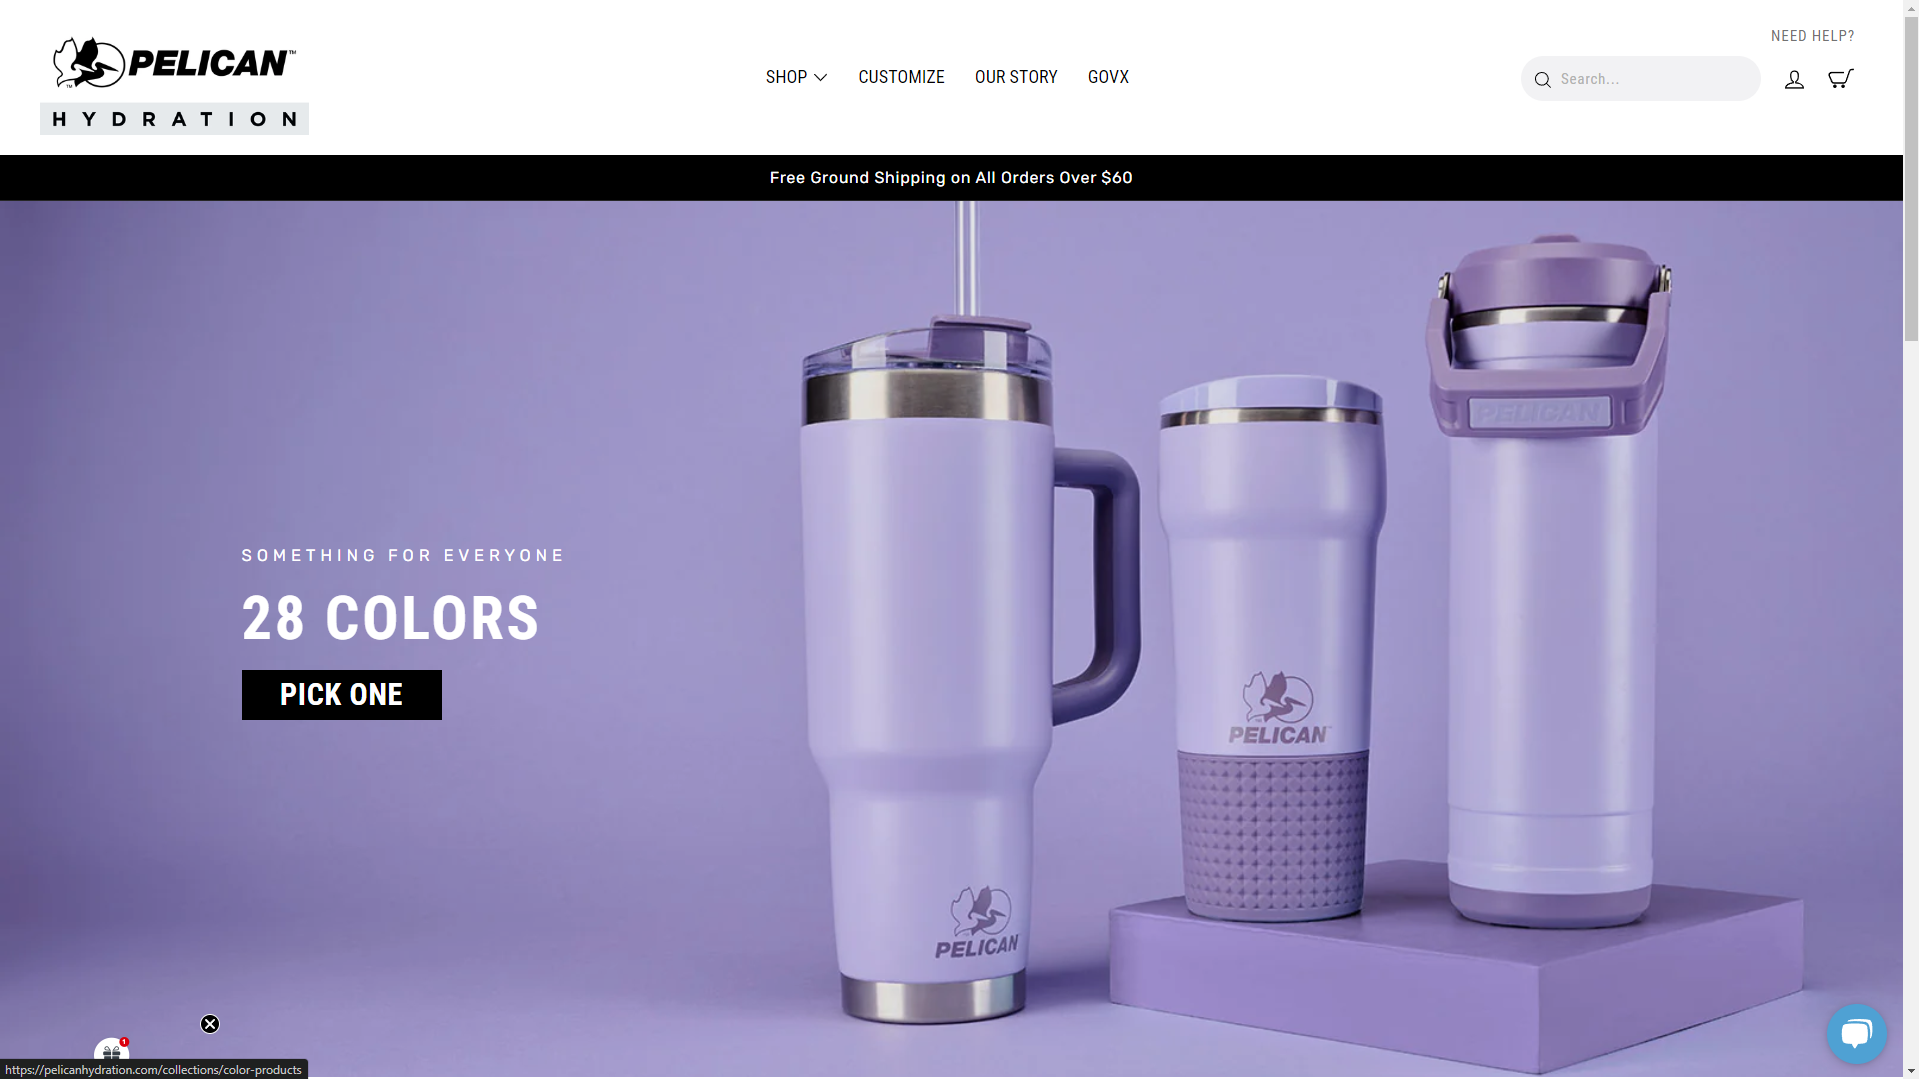 NEED HELP?
PELICAN™
HYDRATION
SHOP
CUSTOMIZE
OUR STORY
GOVX
Search...
Free Ground Shipping on All Orders Over $60
SOMETHING FOR EVERYONE
28 COLORS
PICK ONE
PELICAN
PELICAN
PELICAN
1
https://pelicanhydration.com/collections/color-products